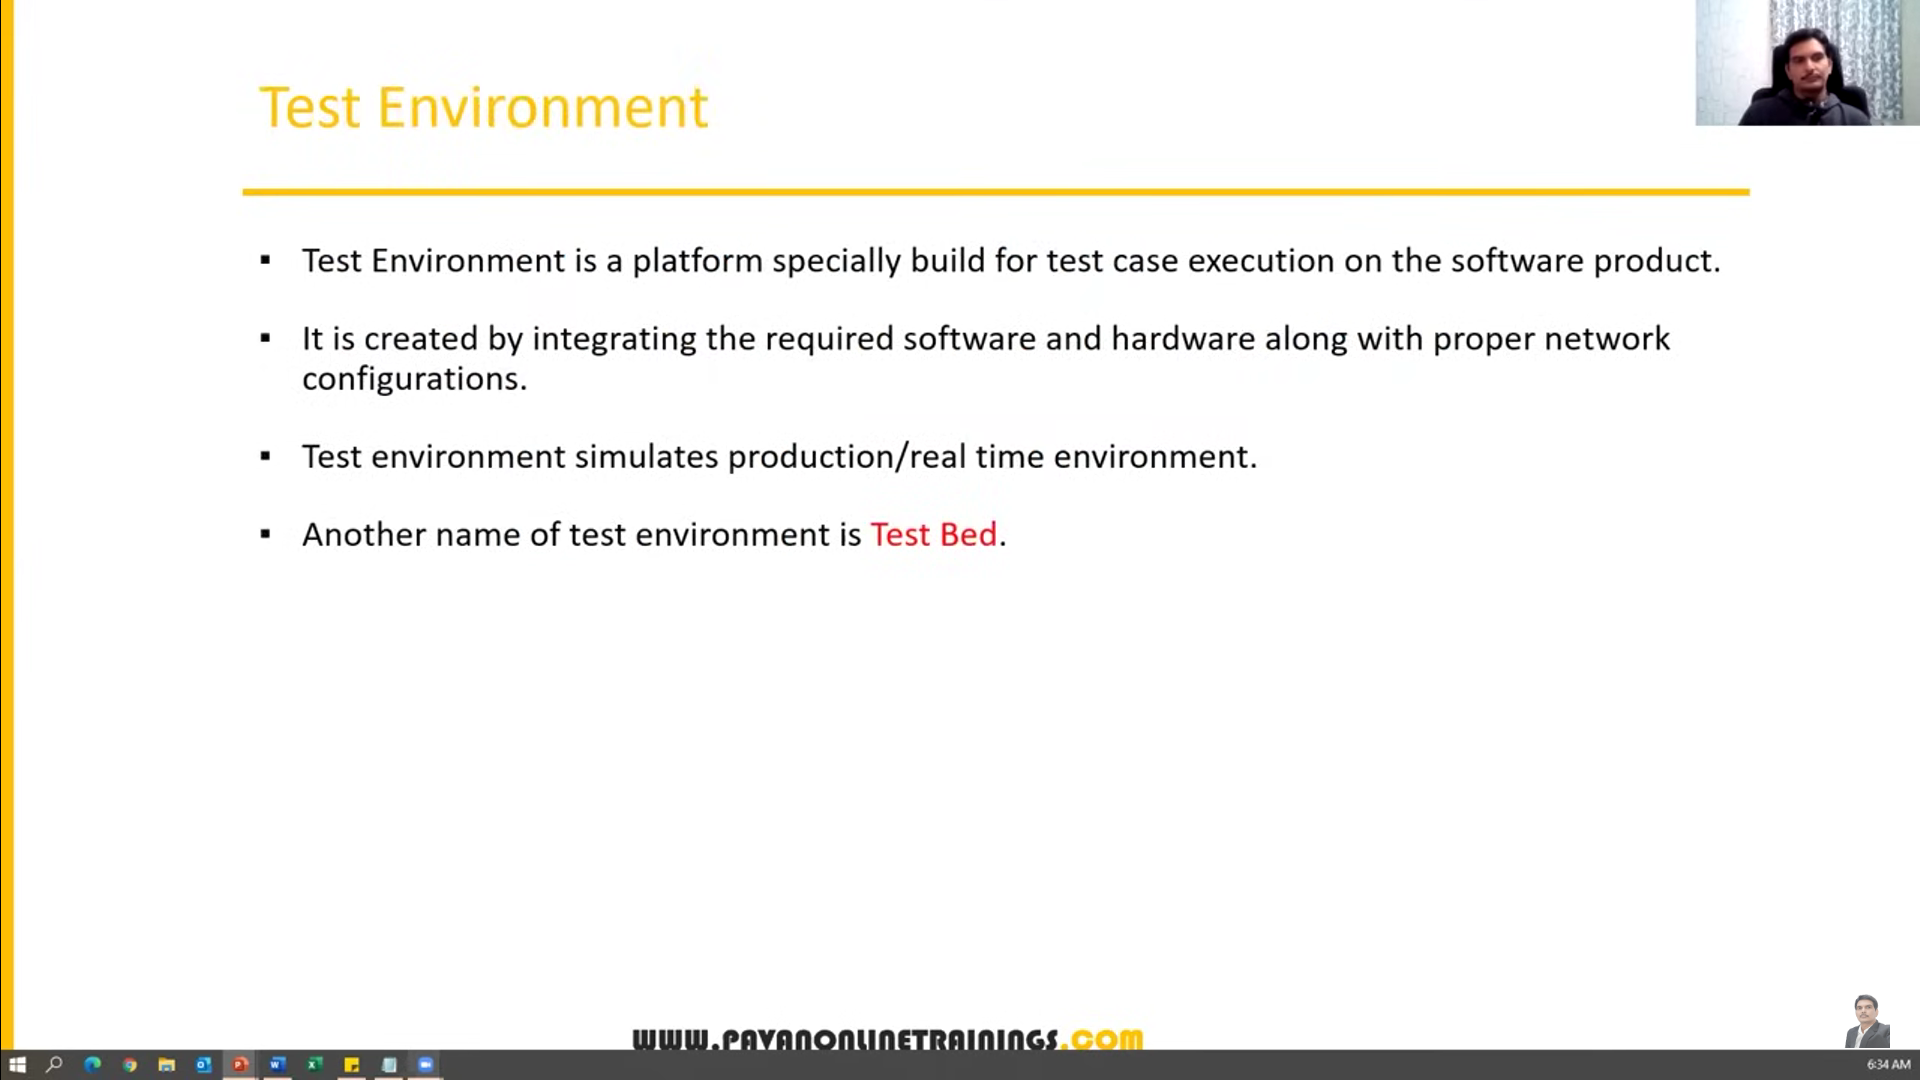 Test Environment
▪ Test Environment is a platform specially build for test case execution on the software product.
▪ It is created by integrating the required software and hardware along with proper network
configurations.
▪ Test environment simulates production/real time environment.
▪ Another name of test environment is Test Bed.
WWW.PAVANONLINETRAININGS.COM
6:34 AM